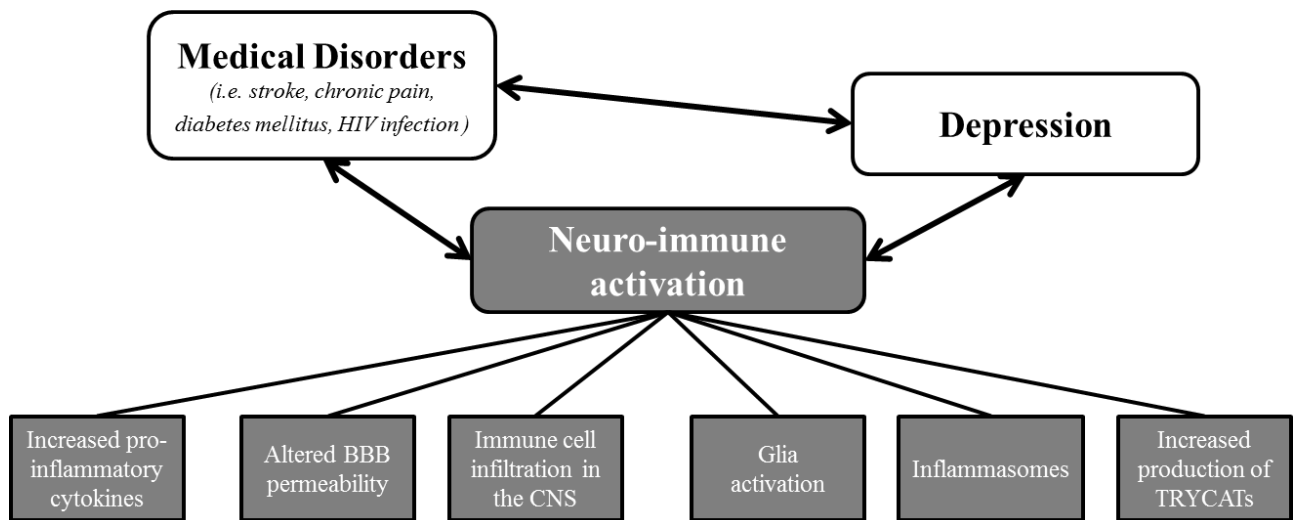 Medical Disorders
(i.e. stroke, chronic pain,
diabetes mellitus, HIV infection )
Depression
Neuro-immune
activation
Increased pro-
inflammatory
cytokines
Altered BBB
permeability
Immune cell
infiltration in
the CNS
Glia
activation
Inflammasomes
Increased
production of
TRYCATs